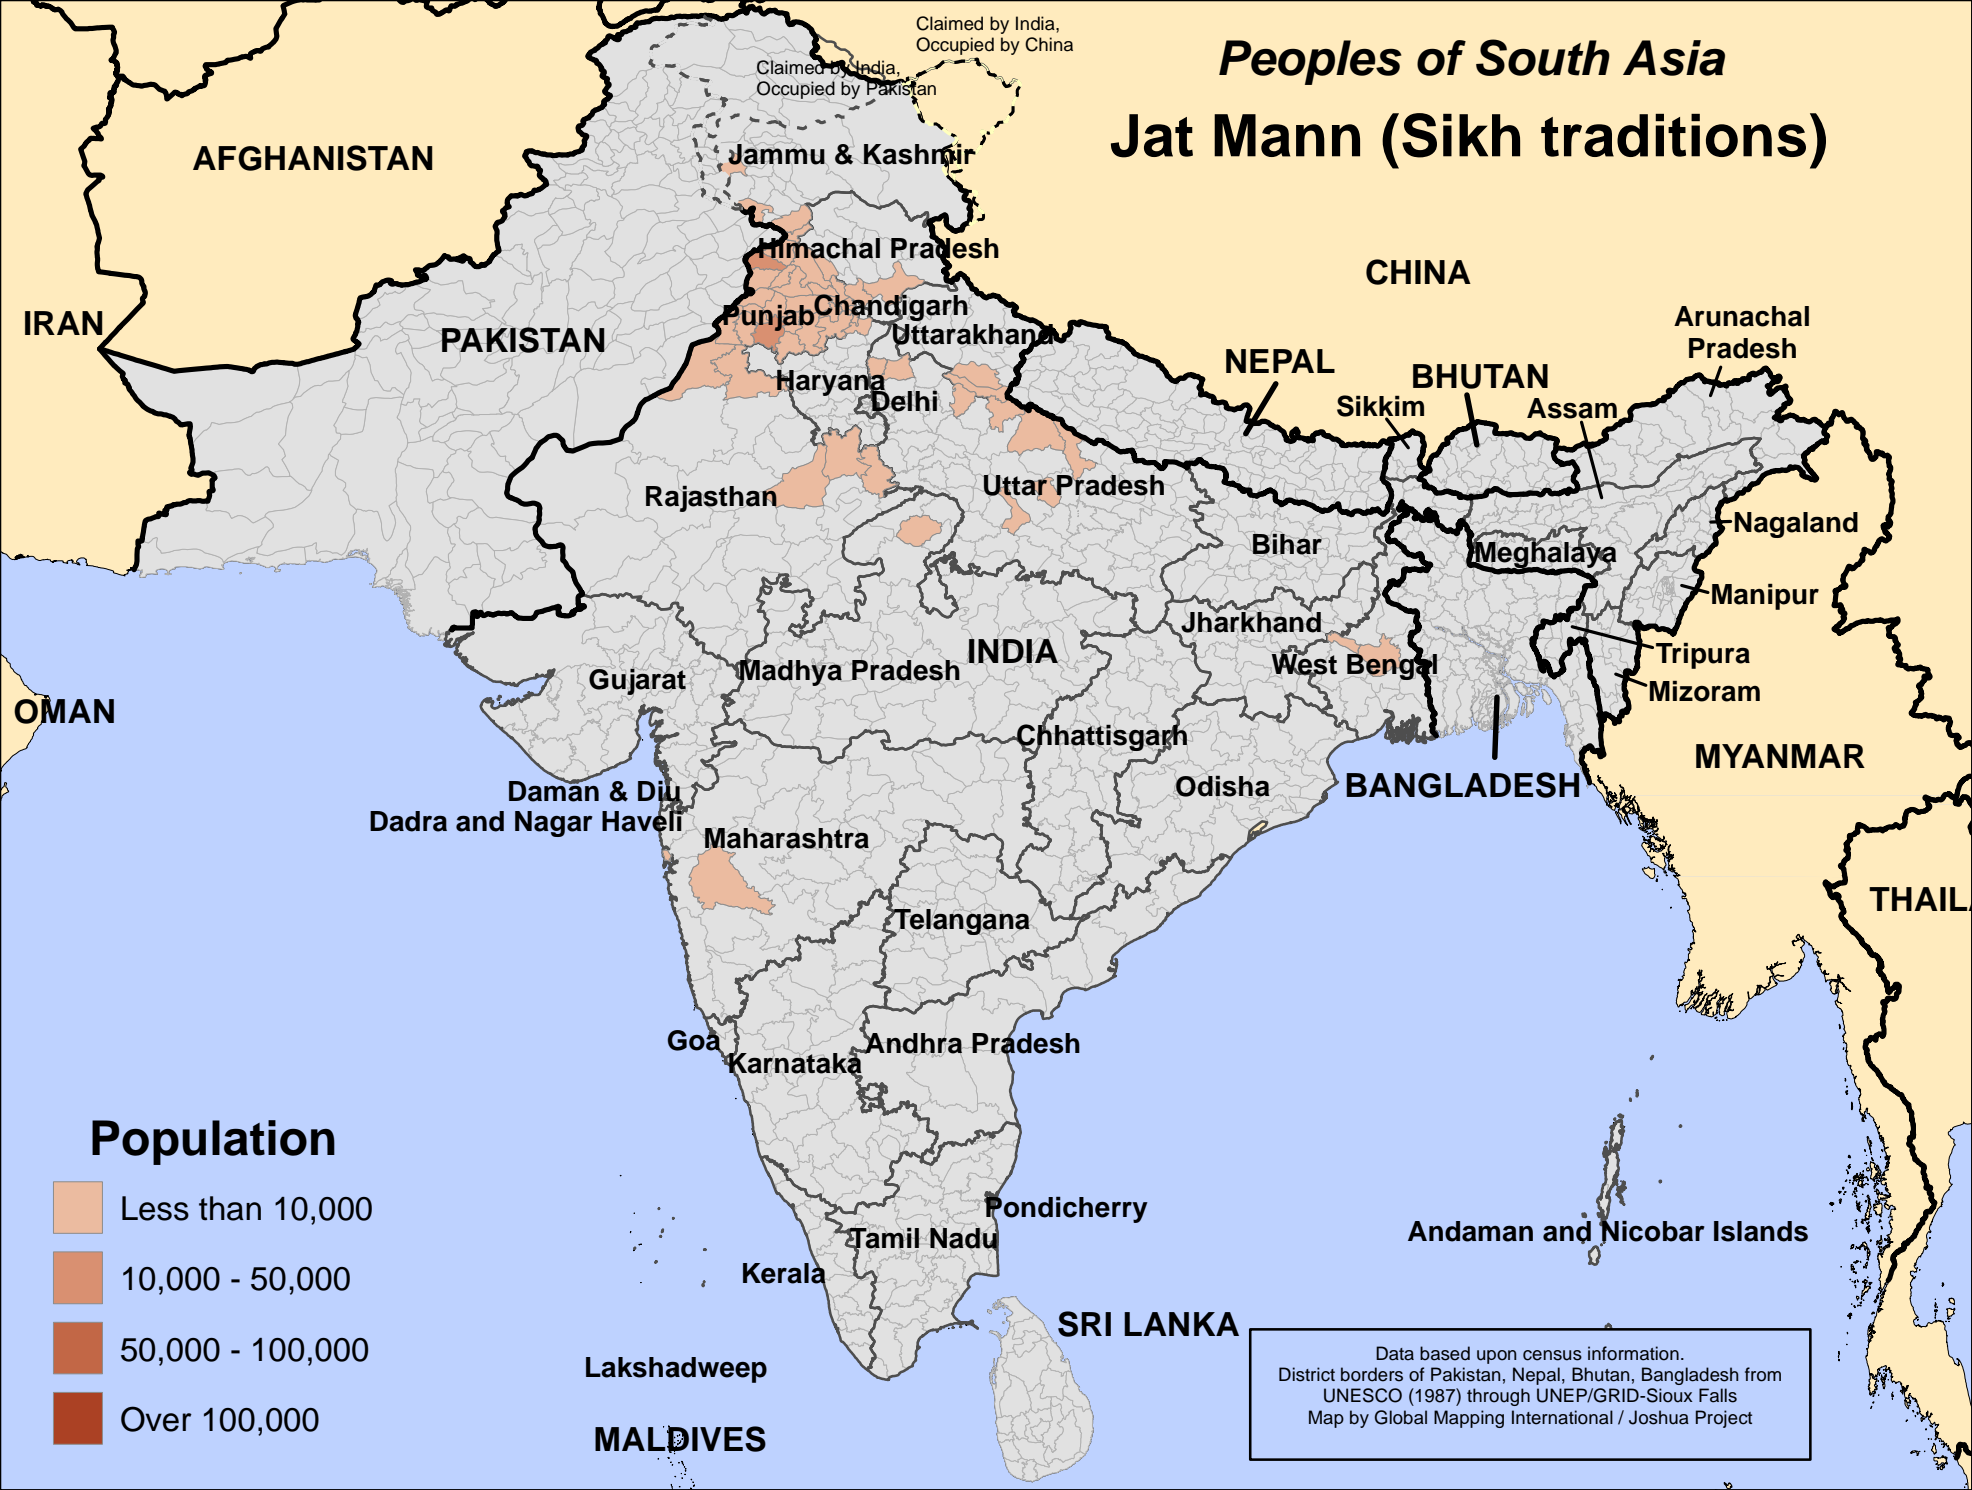 Claimed by India,
Occupied by China
Peoples of South Asia
Claimed by India,
Occupied by Pakistan
Jat Mann (Sikh traditions)
AFGHANISTAN
Jammu & Kashmir
Himachal Pradesh
CHINA
IRAN
PAKISTAN
Punjab
Chandigarh
Uttarakhand
Arunachal
Pradesh
NEPAL
BHUTAN
Haryana
Delhi
Sikkim
Assam
Rajasthan
Uttar Pradesh
Nagaland
Bihar
Meghalaya
Manipur
Jharkhand
INDIA
Tripura
West Bengal
Madhya Pradesh
Gujarat
Mizoram
OMAN
Chhattisgarh
MYANMAR
Odisha
BANGLADESH
Daman & Diu
Dadra and Nagar Haveli
Maharashtra
THAILA
Telangana
Goa
Andhra Pradesh
Karnataka
Population
Less than 10,000
10,000 - 50,000
50,000 - 100,000
Over 100,000
Pondicherry
Tamil Nadu
Andaman and Nicobar Islands
Kerala
SRI LANKA
Lakshadweep
MALDIVES
Data based upon census information.
District borders of Pakistan, Nepal, Bhutan, Bangladesh from
UNESCO (1987) through UNEP/GRID-Sioux Falls
Map by Global Mapping International / Joshua Project